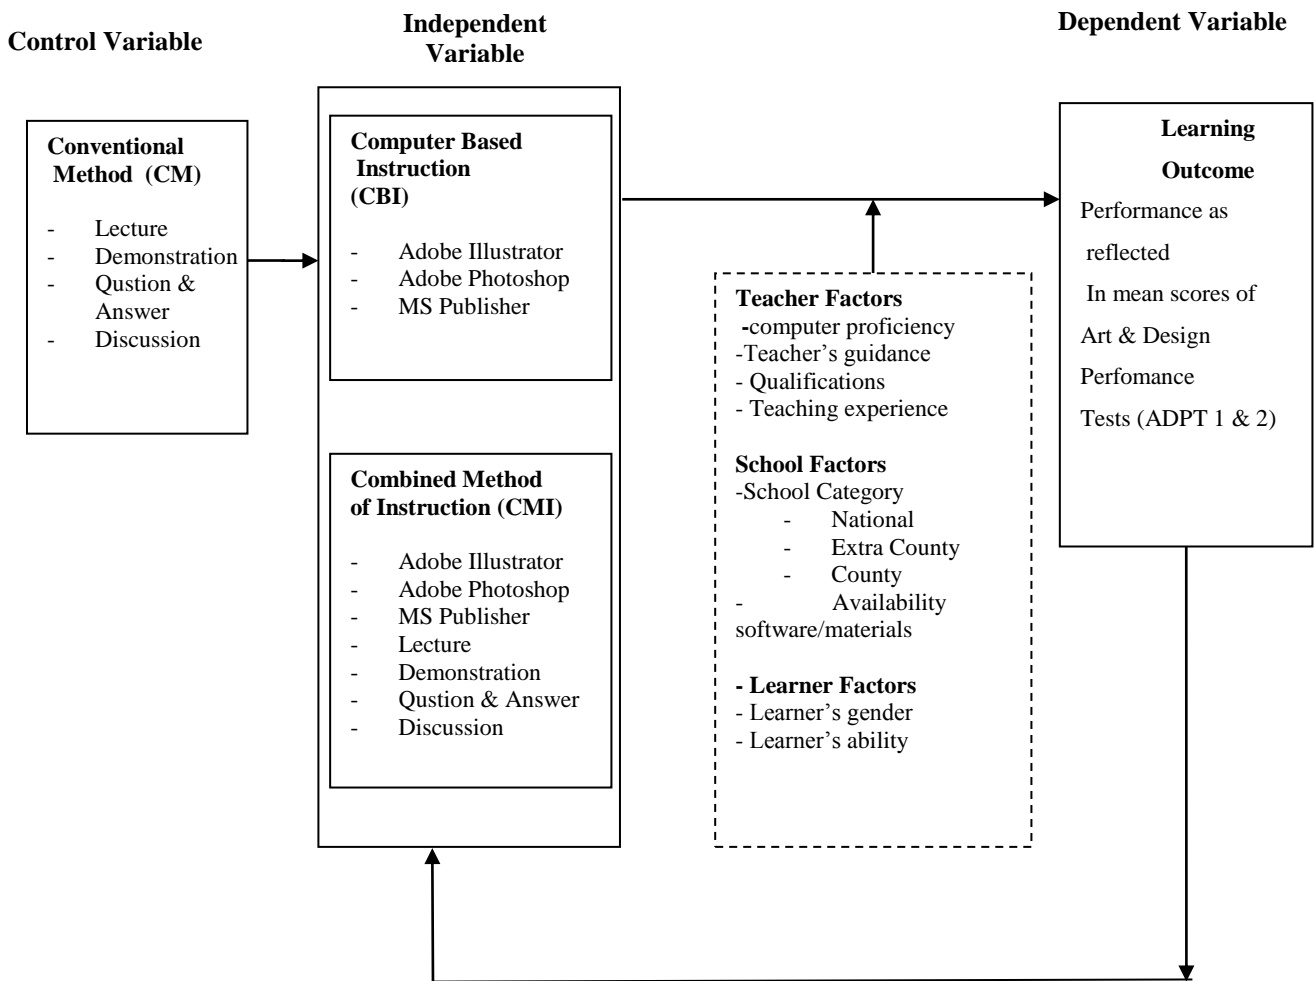 Control Variable
Independent
Variable
Dependent Variable
Conventional
Method (CM)
- Lecture
- Demonstration
- Qustion &
Answer
- Discussion
Computer Based
Instruction
(CBI)
- Adobe Illustrator
- Adobe Photoshop
- MS Publisher
Combined Method
of Instruction (CMI)
- Adobe Illustrator
- Adobe Photoshop
- MS Publisher
- Lecture
- Demonstration
- Qustion & Answer
- Discussion
Teacher Factors
-computer proficiency
-Teacher’s guidance
- Qualifications
- Teaching experience
School Factors
-School Category
- National
- Extra County
- County
- Availability
software/materials
- Learner Factors
- Learner’s gender
- Learner’s ability
Learning
Outcome
Performance as
reflected
In mean scores of
Art & Design
Perfomance
Tests (ADPT 1 & 2)